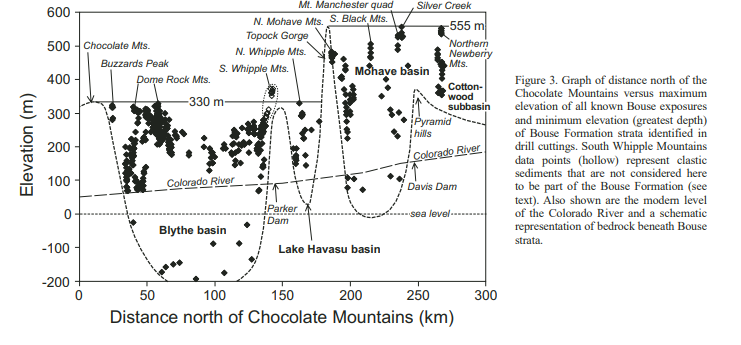 Mt. Manchester quad
Silver Creek
600
N. Mohave Mts.
S. Black Mts.
555 m
Topock Gorge
Chocolate Mts.
N. Whipple Mts.
Northern
Newberry
Mts.
500
Buzzards Peak
S. Whipple Mts.
Mohave basin
Dome Rock Mts.
400
Cotton-
wood
subbasin
330 m
300
Pyramid
hills
200
Colorado River
Colorado River
100
Davis Dam
Parker
Dam
0
sea level
Blythe basin
Lake Havasu basin
-100
-200
Elevation (m)
0
50
100
150
200
250
300
Distance north of Chocolate Mountains (km)
Figure 3. Graph of distance north of the
Chocolate Mountains versus maximum
elevation of all known Bouse exposures
and minimum elevation (greatest depth)
of Bouse Formation strata identified in
drill cuttings. South Whipple Mountains
data points (hollow) represent clastic
sediments that are not considered here
to be part of the Bouse Formation (see
text). Also shown are the modern level
of the Colorado River and a schematic
representation of bedrock beneath Bouse
strata.